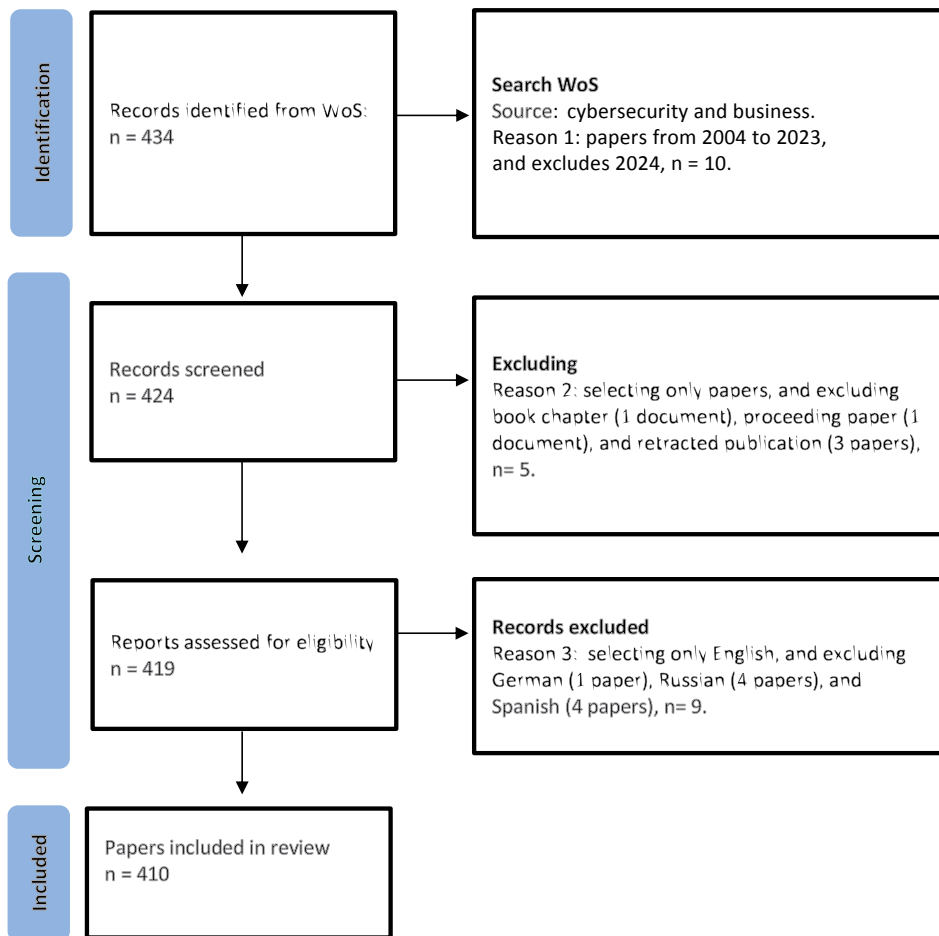 Identification
Records identified from WoS:
n = 434
Search WoS
Source: cybersecurity and business.
Reason 1: papers from 2004 to 2023,
and excludes 2024, n = 10.
Screening
Records screened
n = 424
Excluding
Reason 2: selecting only papers, and excluding
book chapter (1 document), proceeding paper (1
document), and retracted publication (3 papers),
n= 5.
Reports assessed for eligibility
n = 419
Records excluded
Reason 3: selecting only English, and excluding
German (1 paper), Russian (4 papers), and
Spanish (4 papers), n= 9.
Included
Papers included in review
n = 410